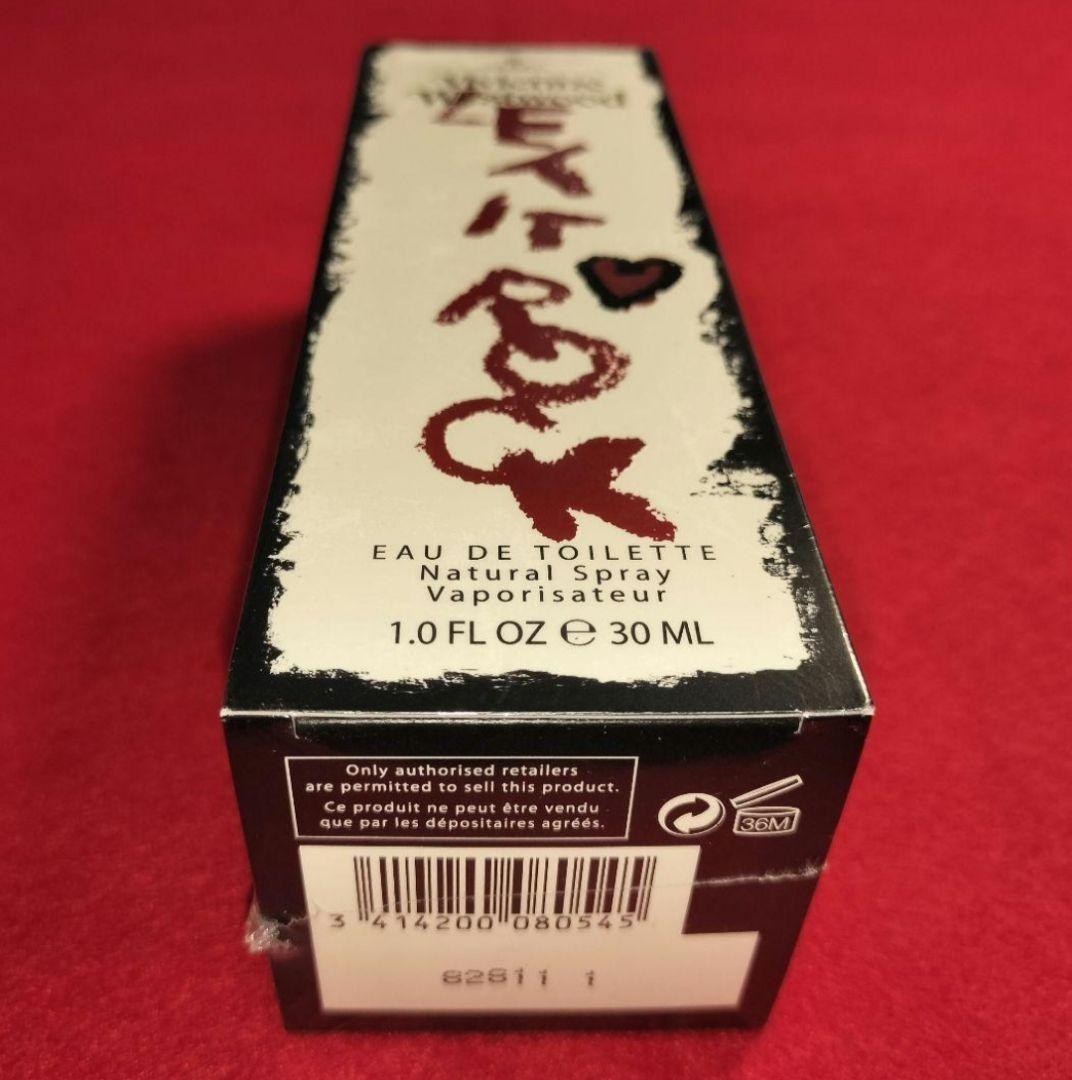 Vivienne
Westwood
LET
IT
ROCK
EAU DE TOILETTE
Natural Spray
Vaporisateur
1.0 FL OZ ℮ 30 ML
Only authorised retailers
are permitted to sell this product.
Ce produit ne peut être vendu
que par les dépositaires agréés.
36M
3 414200 080545